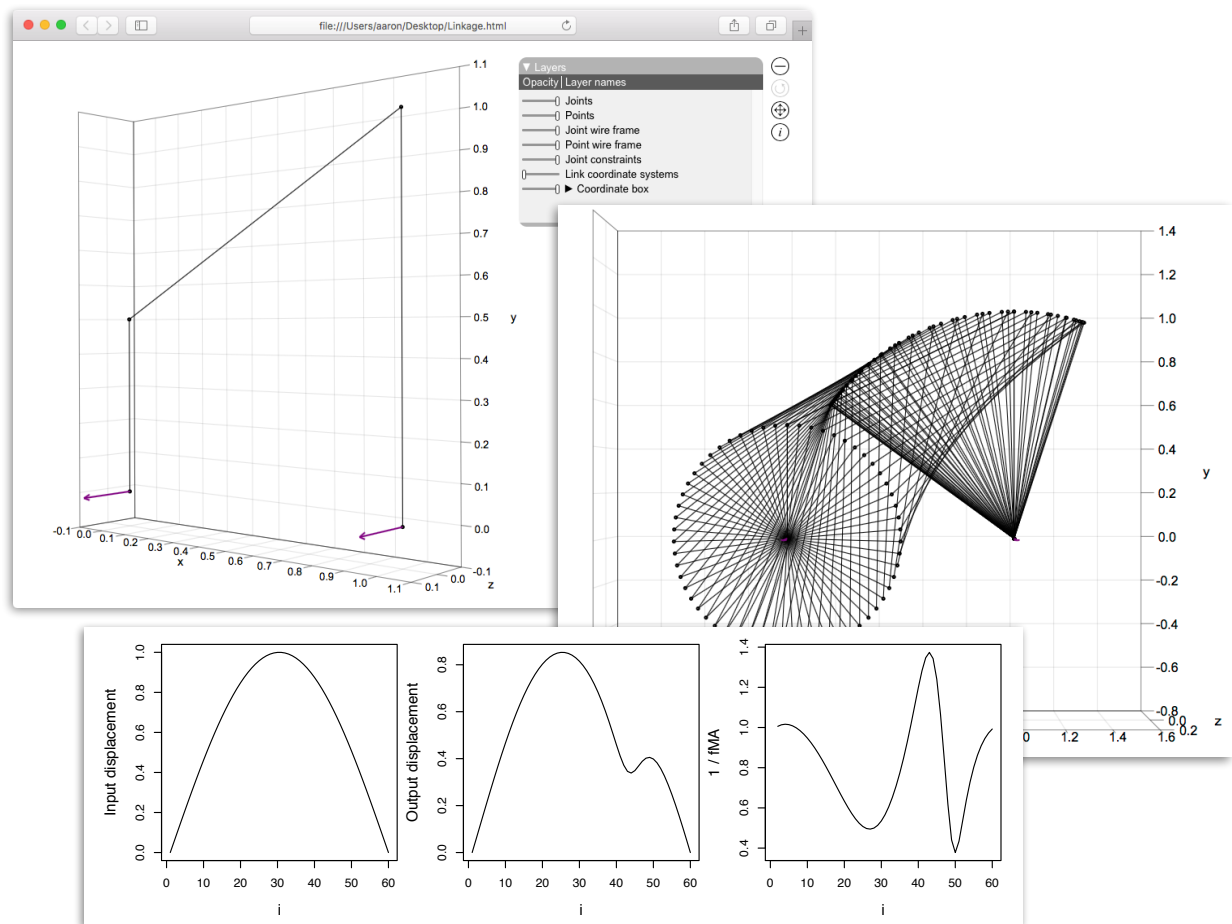 file:///Users/aaron/Desktop/Linkage.html
Layers
Opacity Layer names
Joints
Points
Joint wire frame
Point wire frame
Joint constraints
Link coordinate systems
Coordinate box
1.1
1.0
0.9
0.8
0.7
0.6
0.5
0.4
0.3
0.2
0.1
0.0
-0.1
y
-0.1 0.0 0.1 0.2 0.3 0.4 0.5 0.6 0.7 0.8 0.9 1.0 1.1
x
0.1 0.0
z
1.4
1.2
1.0
0.8
0.6
0.4
0.2
0.0
-0.2
-0.4
-0.6
-0.8
y
0 1.2 1.4 1.6
0.0
0.2
z
Input displacement
0.0 0.2 0.4 0.6 0.8 1.0
0 10 20 30 40 50 60
i
Output displacement
0.0 0.2 0.4 0.6 0.8
0 10 20 30 40 50 60
i
1 / fMA
0.4 0.6 0.8 1.0 1.2 1.4
0 10 20 30 40 50 60
i